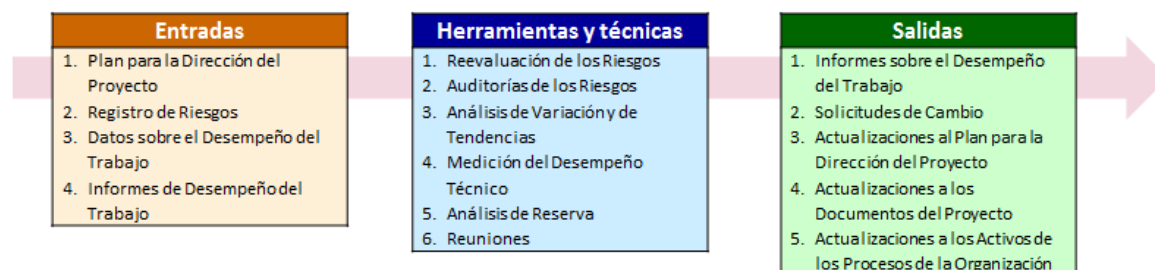 Entradas
1. Plan para la Dirección del
Proyecto
2. Registro de Riesgos
3. Datos sobre el Desempeño del
Trabajo
4. Informes de Desempeño del
Trabajo
Herramientas y técnicas
1. Reevaluación de los Riesgos
2. Auditorías de los Riesgos
3. Análisis de Variación y de
Tendencias
4. Medición del Desempeño
Técnico
5. Análisis de Reserva
6. Reuniones
Salidas
1. Informes sobre el Desempeño
del Trabajo
2. Solicitudes de Cambio
3. Actualizaciones al Plan para la
Dirección del Proyecto
4. Actualizaciones a los
Documentos del Proyecto
5. Actualizaciones a los Activos de
los Procesos de la Organización